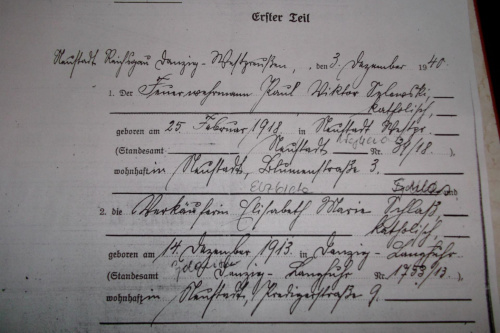 Erster Teil
Neustadt Reichsgau Danzig-Westpreußen, den 3. Dezember 1940.
1. Der Feuerwehrmann Paul Viktor Szlewski,
katholisch,
geboren am 25. Februar 1918 in Neustadt Westpr.
(Standesamt Neustadt Nr. 91/18.),
wohnhaft in Neustadt, Blumenstraße 3. und
2. die Verkäuferin Elisabeth Marie Schlaß,
katholisch,
geboren am 14. Dezember 1913. in Danzig-Langfuhr
(Standesamt Danzig-Langfuhr Nr. 1753/13.)
wohnhaft in Neustadt, Predigerstraße 9.